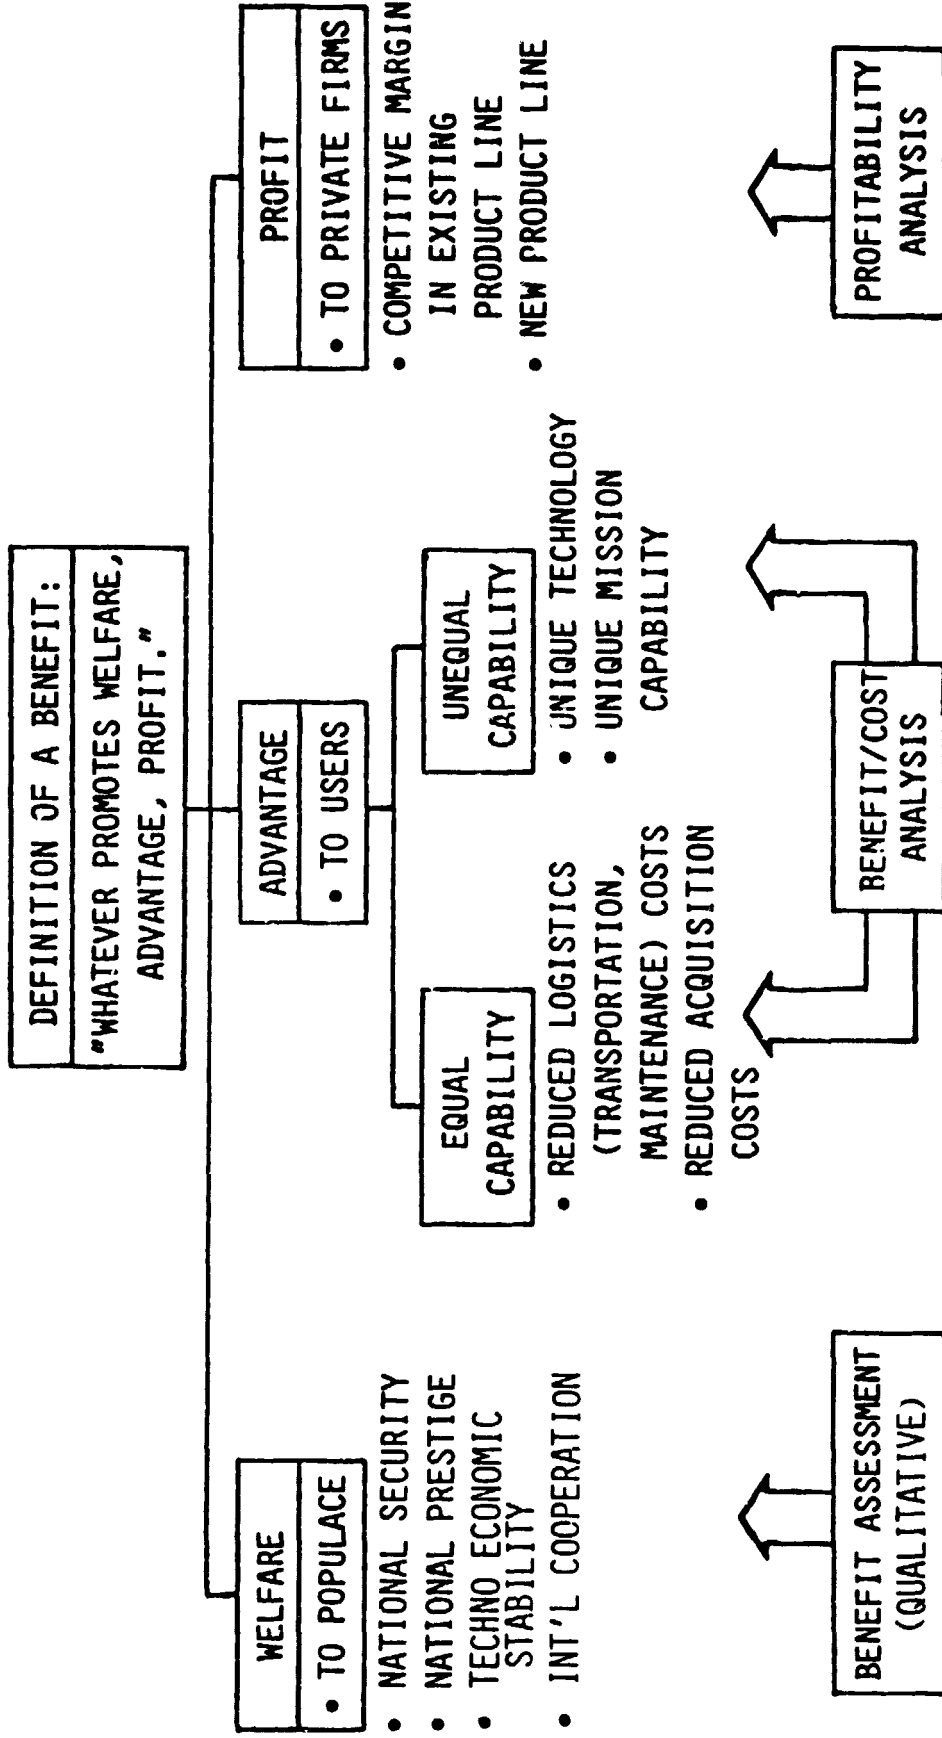 DEFINITION OF A BENEFIT:
"WHATEVER PROMOTES WELFARE,
ADVANTAGE, PROFIT."
WELFARE
• TO POPULACE
• NATIONAL SECURITY
• NATIONAL PRESTIGE
• TECHNO ECONOMIC
STABILITY
• INT'L COOPERATION
BENEFIT ASSESSMENT
(QUALITATIVE)
ADVANTAGE
• TO USERS
EQUAL
CAPABILITY
• REDUCED LOGISTICS
(TRANSPORTATION,
MAINTENANCE) COSTS
• REDUCED ACQUISITION
COSTS
UNEQUAL
CAPABILITY
• UNIQUE TECHNOLOGY
• UNIQUE MISSION
CAPABILITY
BENEFIT/COST
ANALYSIS
PROFIT
• TO PRIVATE FIRMS
• COMPETITIVE MARGIN
IN EXISTING
PRODUCT LINE
• NEW PRODUCT LINE
PROFITABILITY
ANALYSIS